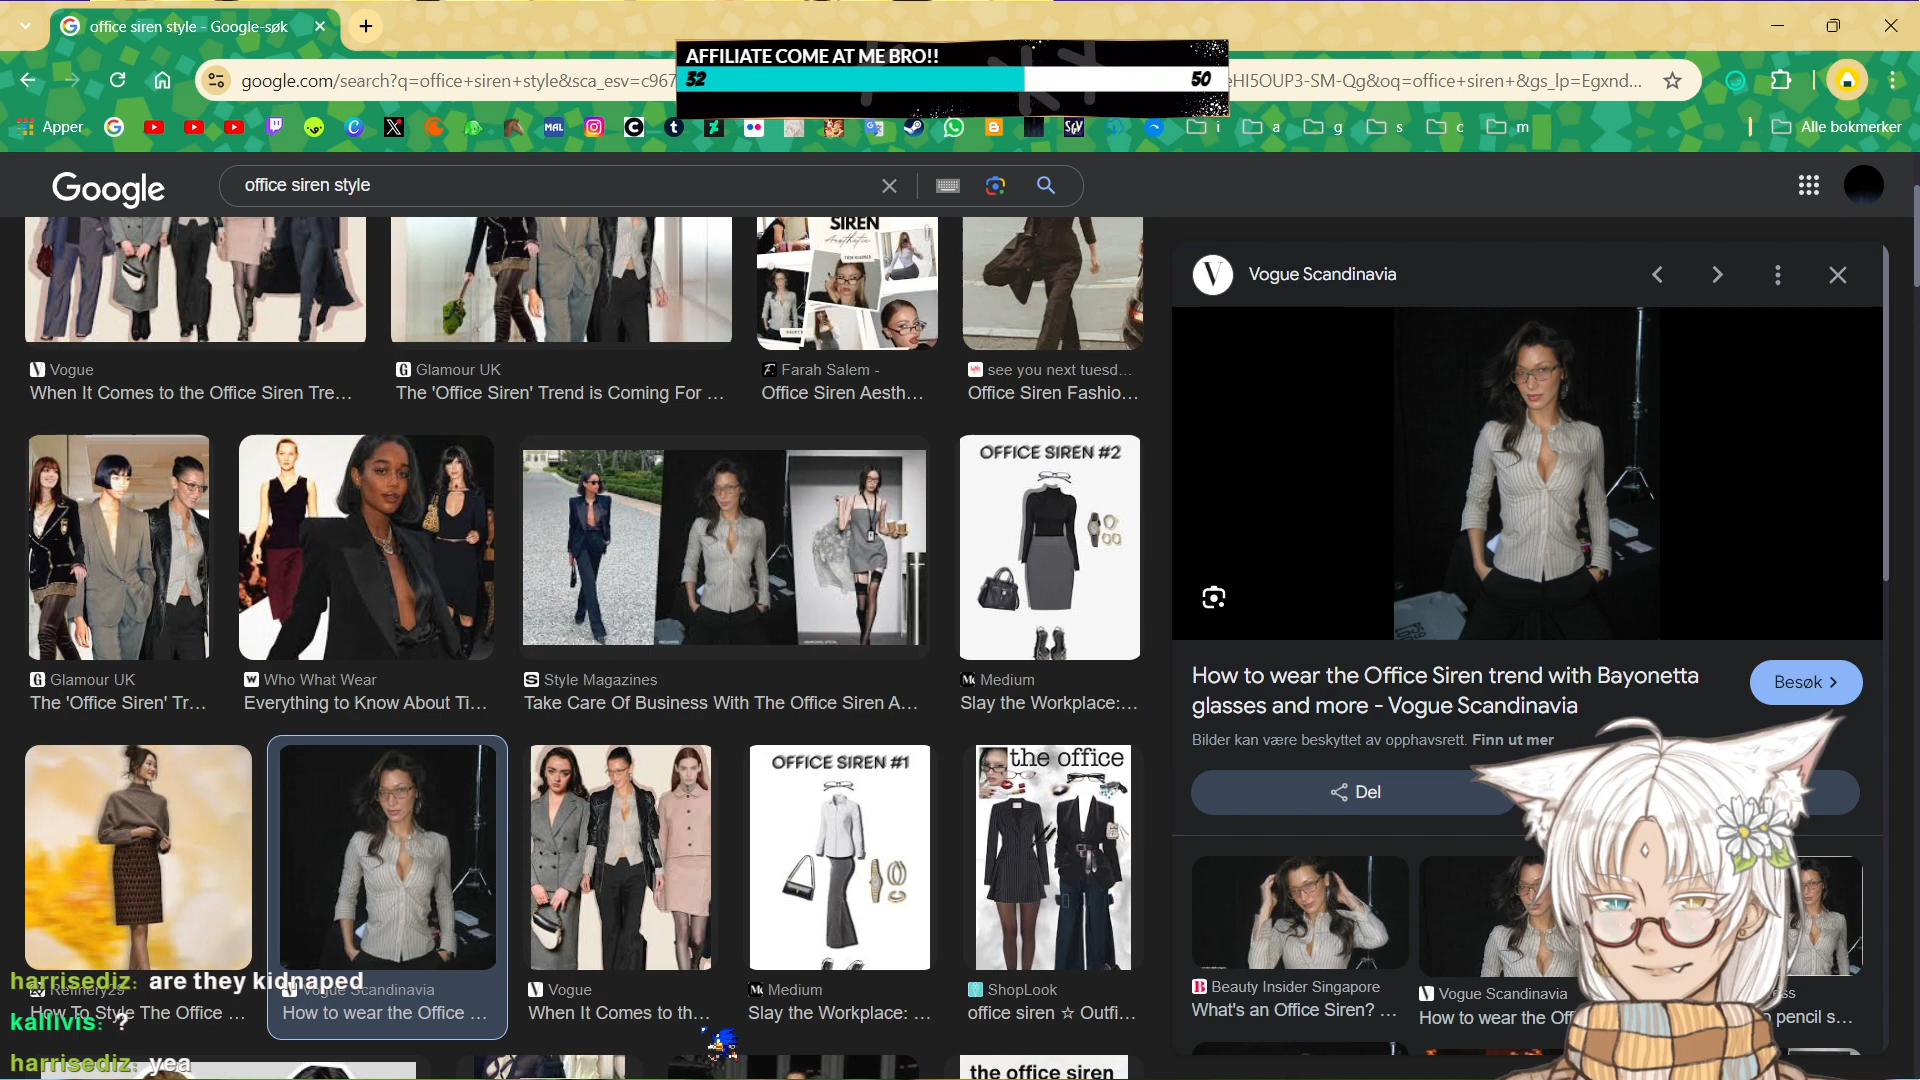 office siren style - Google-søk
AFFILIATE COME AT ME BRO!!
32
50
google.com/search?q=office+siren+style&sca_esv=c967
eHI5OUP3-SM-Qg&oq=office+siren+&gs_lp=Egxnd...
Apper
MAL
SGV
i
a
g
s
c
m
Alle bokmerker
Google
office siren style
SIREN
Aesthetic
Vogue Scandinavia
Vogue
When It Comes to the Office Siren Tre...
Glamour UK
The 'Office Siren' Trend is Coming For ...
Farah Salem -
Office Siren Aesth...
see you next tuesd...
Office Siren Fashio...
OFFICE SIREN #2
Glamour UK
The 'Office Siren' Tr...
Who What Wear
Everything to Know About Ti...
Style Magazines
Take Care Of Business With The Office Siren A...
Medium
Slay the Workplace:...
How to wear the Office Siren trend with Bayonetta
glasses and more - Vogue Scandinavia
Besøk
Bilder kan være beskyttet av opphavsrett. Finn ut mer
Del
OFFICE SIREN #1
the office
harrisediz: are they kidnaped
kallivis: ?
harrisediz: yea
Refinery29
How To Style The Office ...
Vogue Scandinavia
How to wear the Office ...
Vogue
When It Comes to th...
Medium
Slay the Workplace: ...
ShopLook
office siren ☆ Outfi...
Beauty Insider Singapore
What's an Office Siren? ...
Vogue Scandinavia
How to wear the Off
pencil s...
the office siren